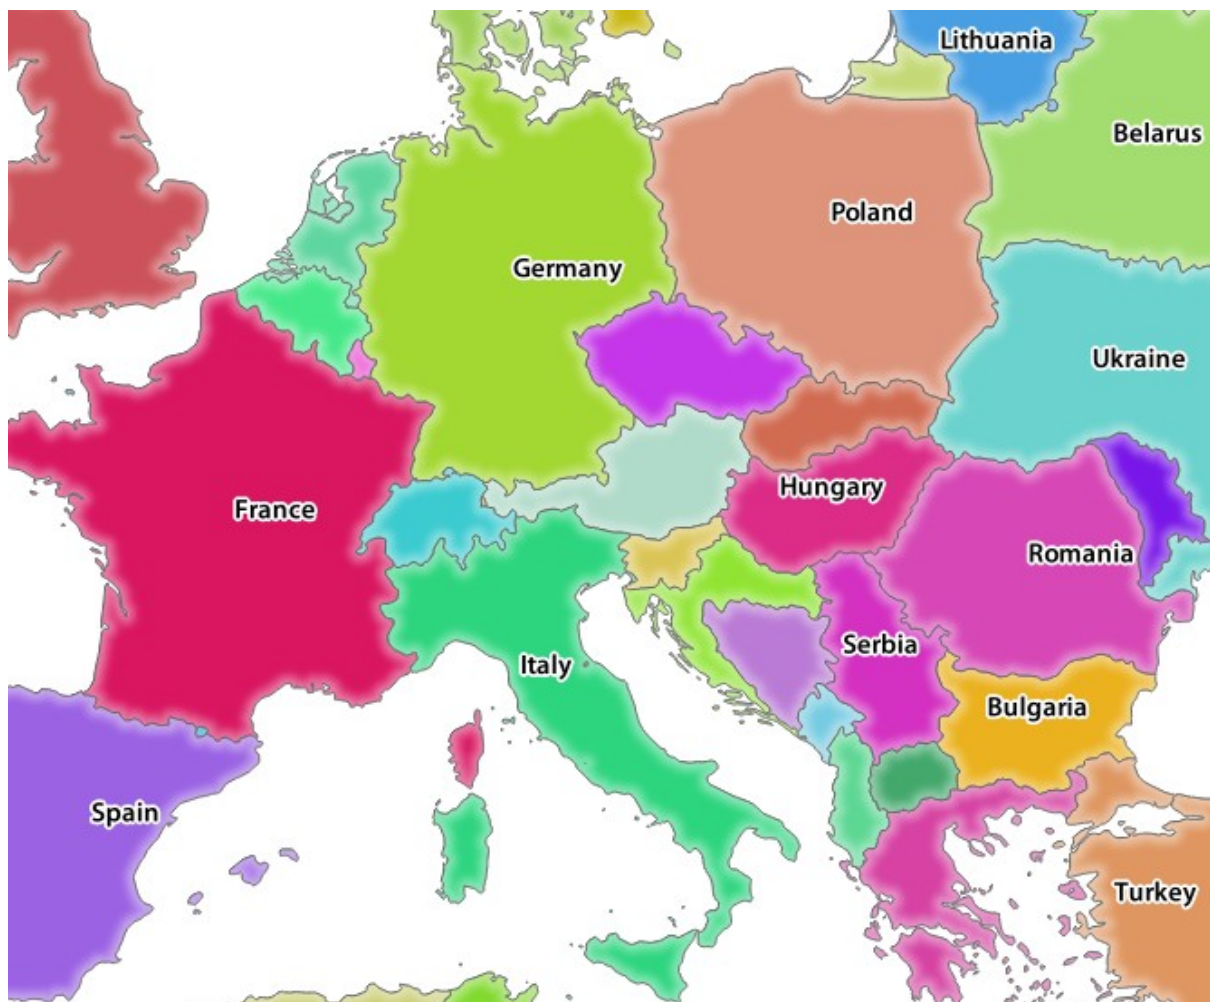 Lithuania
Belarus
Poland
Germany
Ukraine
Hungary
France
Romania
Serbia
Italy
Bulgaria
Spain
Turkey